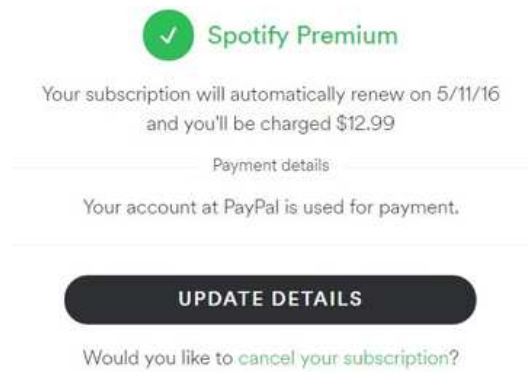 Spotify Premium
Your subscription will automatically renew on 5/11/16
and you'll be charged $12.99
Payment details
Your account at PayPal is used for payment.
UPDATE DETAILS
Would you like to cancel your subscription?